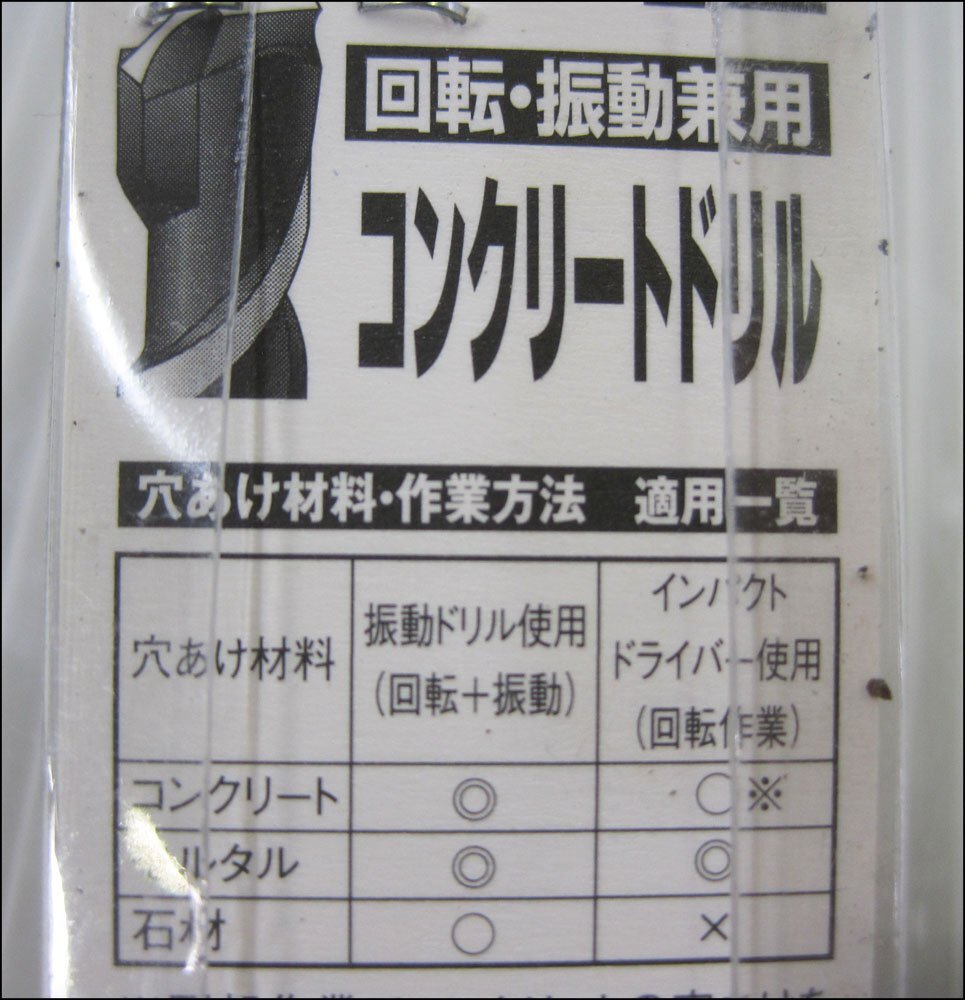 回転・振動兼用
コンクリートドリル
穴あけ材料・作業方法 適用一覧
穴あけ材料
振動ドリル使用
(回転+振動)
インパクト
ドライバー使用
(回転作業)
コンクリート ◎ ○※
モルタル ◎ ◎
石材 ○ ×